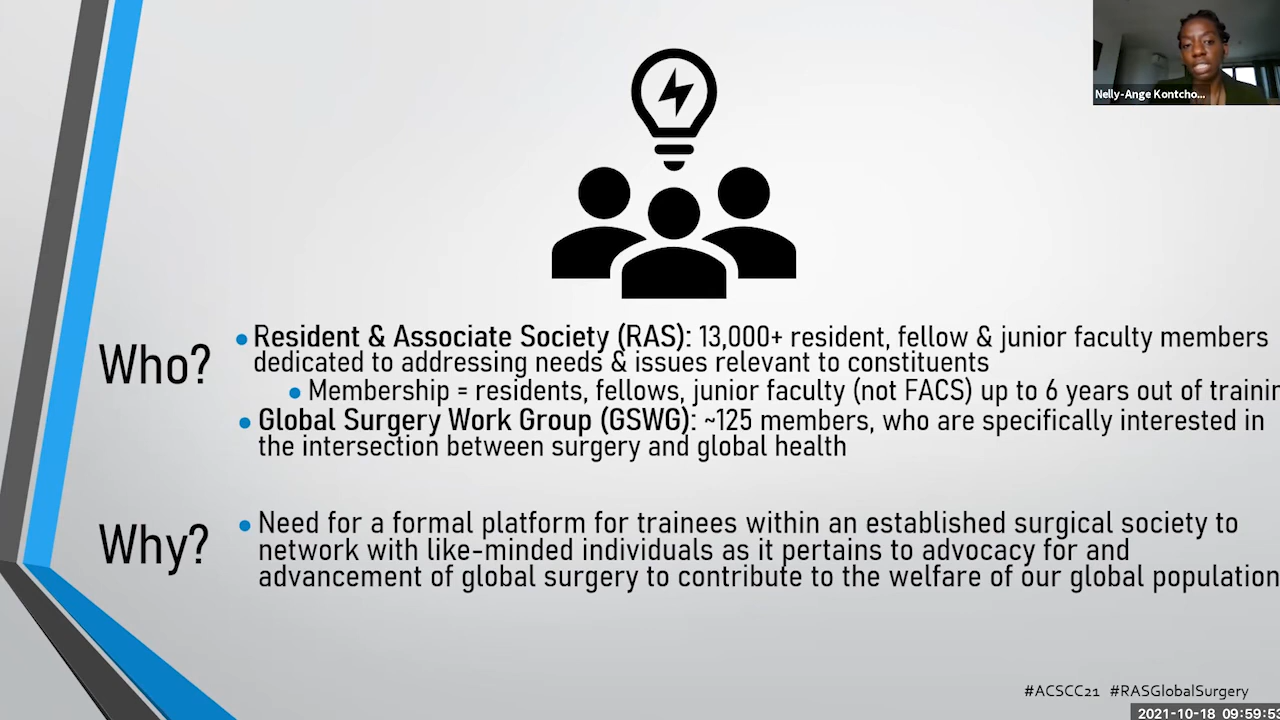 Nelly-Ange Kontcho...
Who?
Resident & Associate Society (RAS): 13,000+ resident, fellow & junior faculty members
dedicated to addressing needs & issues relevant to constituents
Membership = residents, fellows, junior faculty (not FACS) up to 6 years out of trainin
Global Surgery Work Group (GSWG): ~125 members, who are specifically interested in
the intersection between surgery and global health
Why?
Need for a formal platform for trainees within an established surgical society to
network with like-minded individuals as it pertains to advocacy for and
advancement of global surgery to contribute to the welfare of our global population
#ACSCC21 #RASGlobalSurgery
2021-10-18 09:59:53